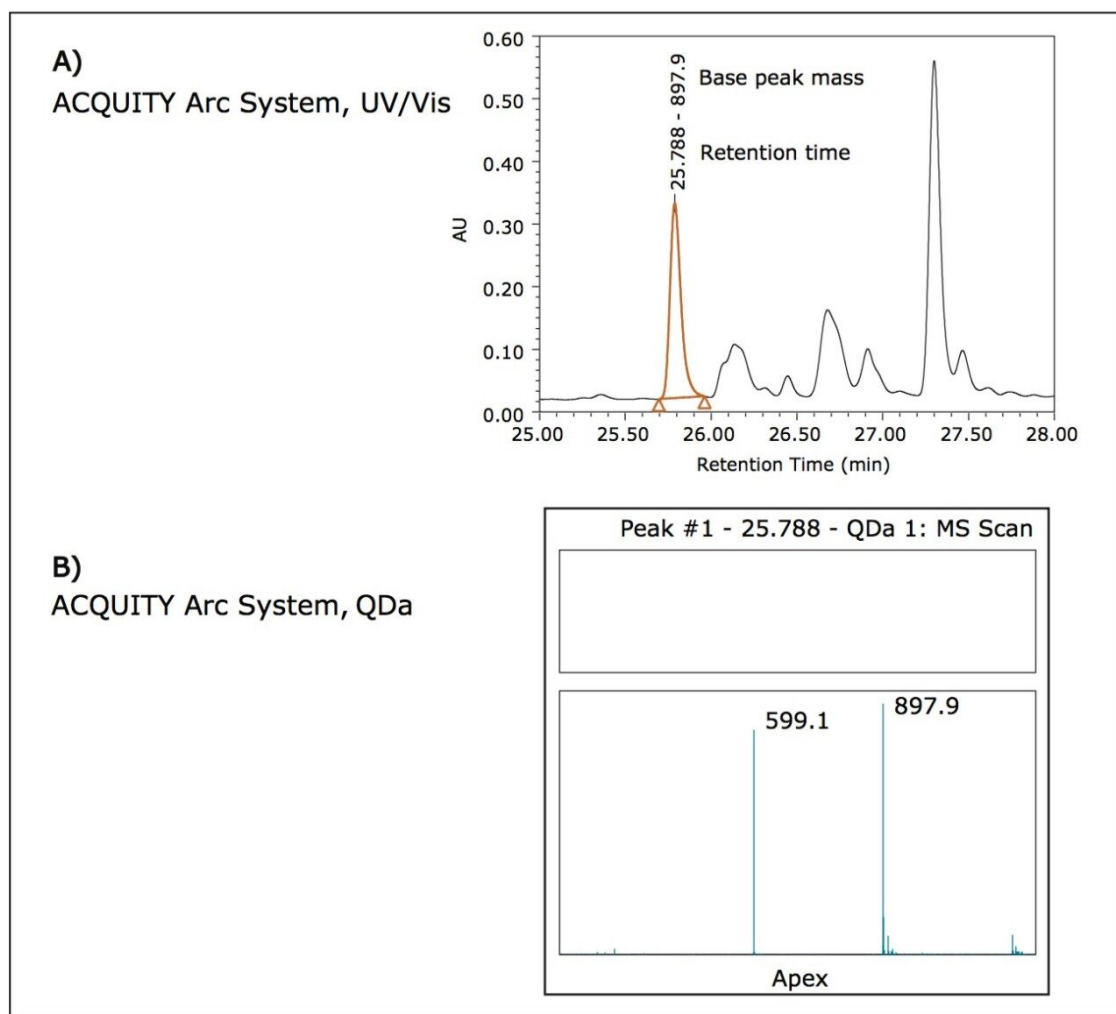 A)
ACQUITY Arc System, UV/Vis
0.60
0.50
0.40
0.30
0.20
0.10
0.00
AU
25.788 - 897.9
Base peak mass
Retention time
25.00 25.50 26.00 26.50 27.00 27.50 28.00
Retention Time (min)
B)
ACQUITY Arc System, QDa
Peak #1 - 25.788 - QDa 1: MS Scan
599.1
897.9
Apex